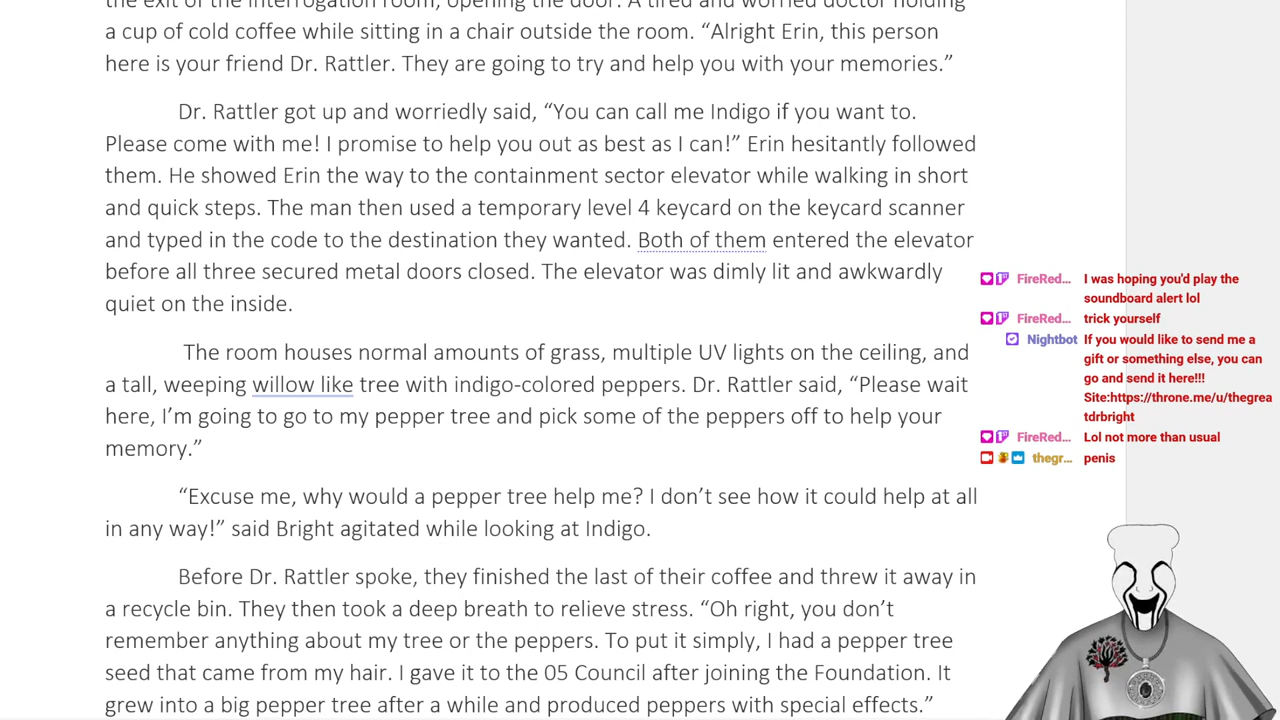 the exit of the interrogation room, opening the door. A tired and worried doctor holding
a cup of cold coffee while sitting in a chair outside the room. “Alright Erin, this person
here is your friend Dr. Rattler. They are going to try and help you with your memories.”
Dr. Rattler got up and worriedly said, “You can call me Indigo if you want to.
Please come with me! I promise to help you out as best as I can!” Erin hesitantly followed
them. He showed Erin the way to the containment sector elevator while walking in short
and quick steps. The man then used a temporary level 4 keycard on the keycard scanner
and typed in the code to the destination they wanted. Both of them entered the elevator
before all three secured metal doors closed. The elevator was dimly lit and awkwardly
quiet on the inside.
The room houses normal amounts of grass, multiple UV lights on the ceiling, and
a tall, weeping willow like tree with indigo-colored peppers. Dr. Rattler said, “Please wait
here, I’m going to go to my pepper tree and pick some of the peppers off to help your
memory.”
“Excuse me, why would a pepper tree help me? I don’t see how it could help at all
in any way!” said Bright agitated while looking at Indigo.
Before Dr. Rattler spoke, they finished the last of their coffee and threw it away in
a recycle bin. They then took a deep breath to relieve stress. “Oh right, you don’t
remember anything about my tree or the peppers. To put it simply, I had a pepper tree
seed that came from my hair. I gave it to the 05 Council after joining the Foundation. It
grew into a big pepper tree after a while and produced peppers with special effects.”
FireRed... I was hoping you'd play the
soundboard alert lol
FireRed... trick yourself
Nightbot If you would like to send me a
gift or something else, you can
go and send it here!!!
Site:https://throne.me/u/thegrea
tdrbright
FireRed... Lol not more than usual
thegr... penis